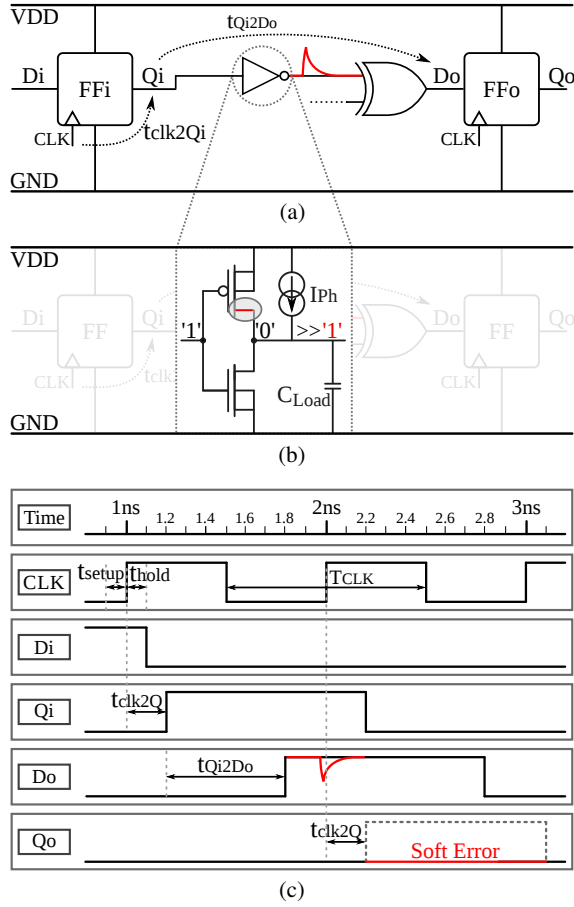 VDD
tQi2Do
Di FFi Qi Do FFo Qo
CLK tclk2Qi CLK
GND
(a)
VDD
IPh
Di FF Qi '1' '0' >>'1' Do FF Qo
CLK tclk CLoad CLK
GND
(b)
Time 1ns 1.2 1.4 1.6 1.8 2ns 2.2 2.4 2.6 2.8 3ns
CLK tsetup thold TCLK
Di
Qi tclk2Q
Do tQi2Do
Qo tclk2Q Soft Error
(c)